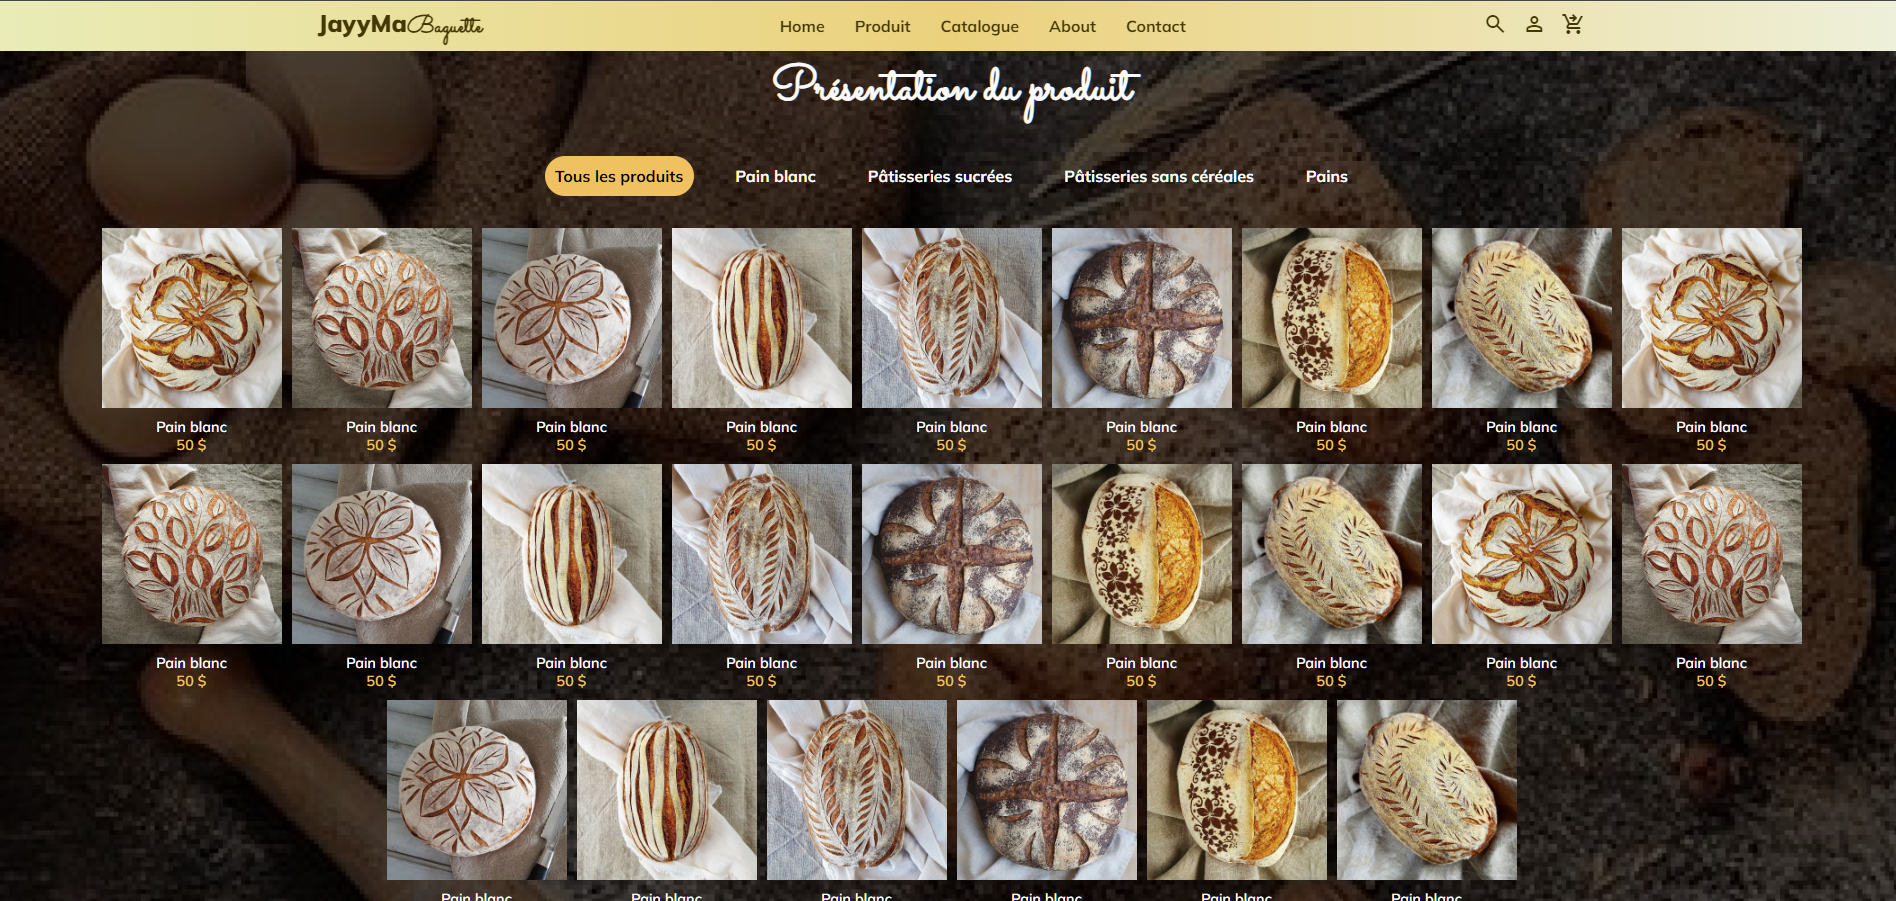 JayyMaBaguette
Home Produit Catalogue About Contact
Présentation du produit
Tous les produits Pain blanc Pâtisseries sucrées Pâtisseries sans céréales Pains
Pain blanc Pain blanc Pain blanc Pain blanc Pain blanc Pain blanc Pain blanc Pain blanc Pain blanc
50 $ 50 $ 50 $ 50 $ 50 $ 50 $ 50 $ 50 $ 50 $
Pain blanc Pain blanc Pain blanc Pain blanc Pain blanc Pain blanc Pain blanc Pain blanc Pain blanc
50 $ 50 $ 50 $ 50 $ 50 $ 50 $ 50 $ 50 $ 50 $
Pain blanc Pain blanc Pain blanc Pain blanc Pain blanc Pain blanc